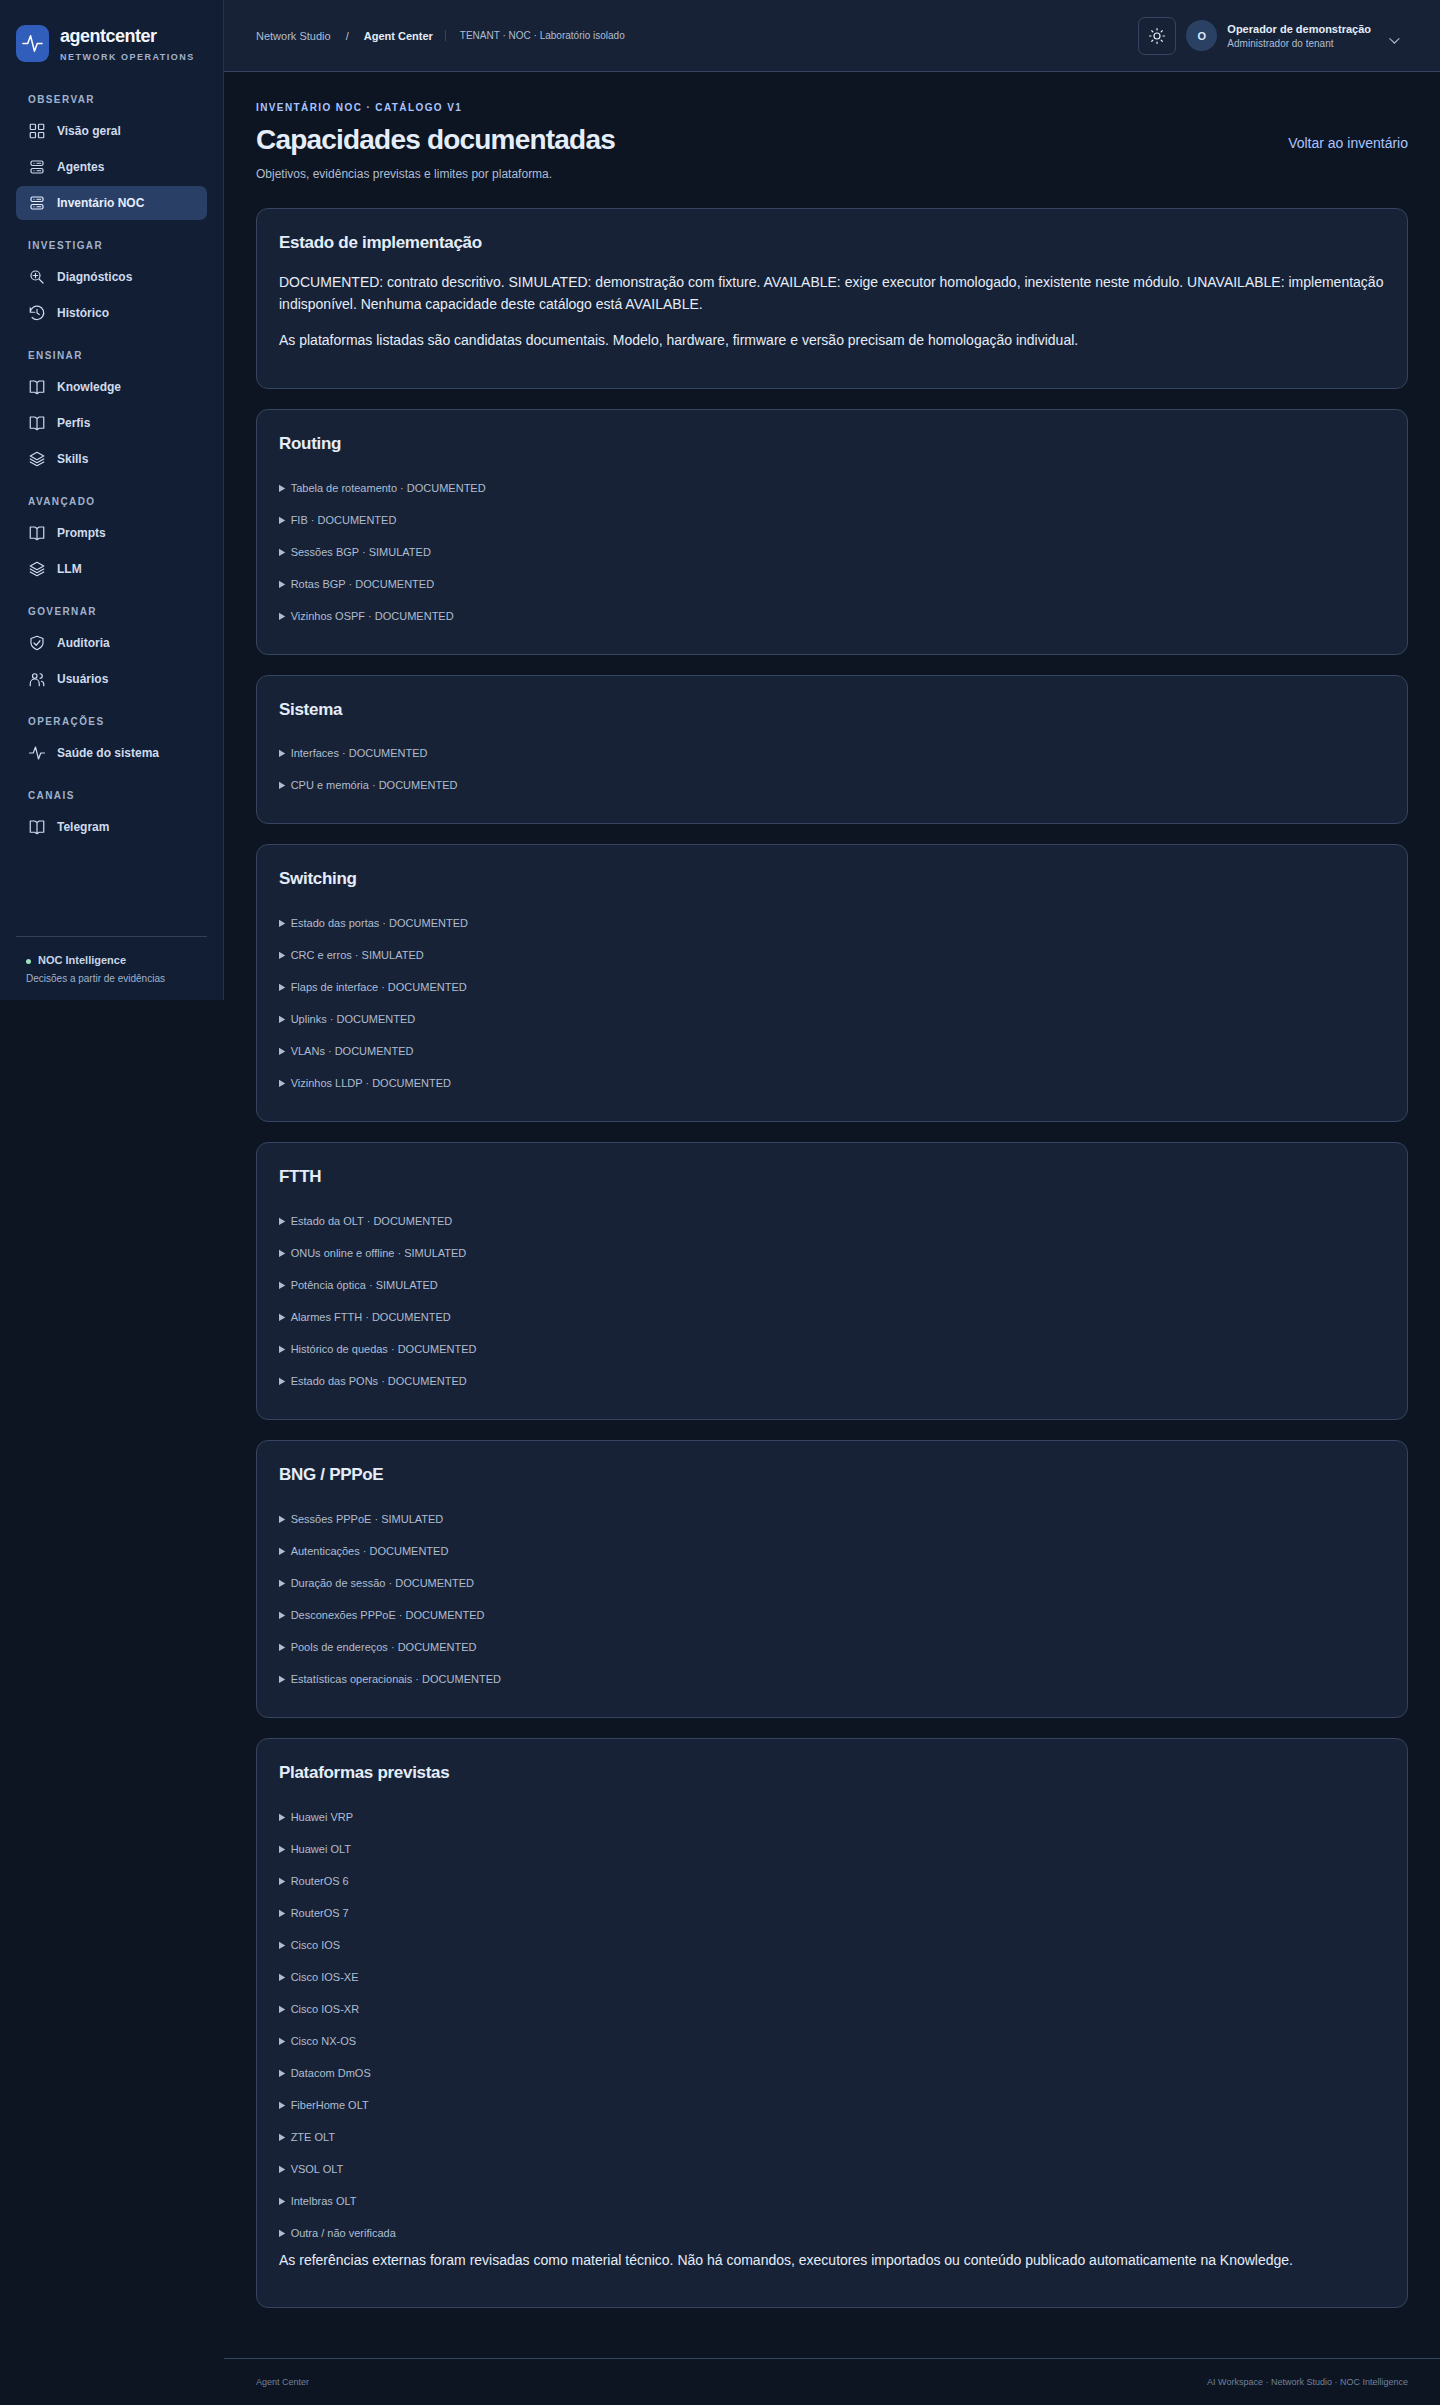 agentcenter
NETWORK OPERATIONS
OBSERVAR
Visão geral
Agentes
Inventário NOC
INVESTIGAR
Diagnósticos
Histórico
ENSINAR
Knowledge
Perfis
Skills
AVANÇADO
Prompts
LLM
GOVERNAR
Auditoria
Usuários
OPERAÇÕES
Saúde do sistema
CANAIS
Telegram
NOC Intelligence
Decisões a partir de evidências
Network Studio / Agent Center TENANT · NOC · Laboratório isolado
O
Operador de demonstração
Administrador do tenant
INVENTÁRIO NOC · CATÁLOGO V1
Capacidades documentadas
Voltar ao inventário
Objetivos, evidências previstas e limites por plataforma.
Estado de implementação
DOCUMENTED: contrato descritivo. SIMULATED: demonstração com fixture. AVAILABLE: exige executor homologado, inexistente neste módulo. UNAVAILABLE: implementação
indisponível. Nenhuma capacidade deste catálogo está AVAILABLE.
As plataformas listadas são candidatas documentais. Modelo, hardware, firmware e versão precisam de homologação individual.
Routing
Tabela de roteamento · DOCUMENTED
FIB · DOCUMENTED
Sessões BGP · SIMULATED
Rotas BGP · DOCUMENTED
Vizinhos OSPF · DOCUMENTED
Sistema
Interfaces · DOCUMENTED
CPU e memória · DOCUMENTED
Switching
Estado das portas · DOCUMENTED
CRC e erros · SIMULATED
Flaps de interface · DOCUMENTED
Uplinks · DOCUMENTED
VLANs · DOCUMENTED
Vizinhos LLDP · DOCUMENTED
FTTH
Estado da OLT · DOCUMENTED
ONUs online e offline · SIMULATED
Potência óptica · SIMULATED
Alarmes FTTH · DOCUMENTED
Histórico de quedas · DOCUMENTED
Estado das PONs · DOCUMENTED
BNG / PPPoE
Sessões PPPoE · SIMULATED
Autenticações · DOCUMENTED
Duração de sessão · DOCUMENTED
Desconexões PPPoE · DOCUMENTED
Pools de endereços · DOCUMENTED
Estatísticas operacionais · DOCUMENTED
Plataformas previstas
Huawei VRP
Huawei OLT
RouterOS 6
RouterOS 7
Cisco IOS
Cisco IOS-XE
Cisco IOS-XR
Cisco NX-OS
Datacom DmOS
FiberHome OLT
ZTE OLT
VSOL OLT
Intelbras OLT
Outra / não verificada
As referências externas foram revisadas como material técnico. Não há comandos, executores importados ou conteúdo publicado automaticamente na Knowledge.
Agent Center
AI Workspace · Network Studio · NOC Intelligence